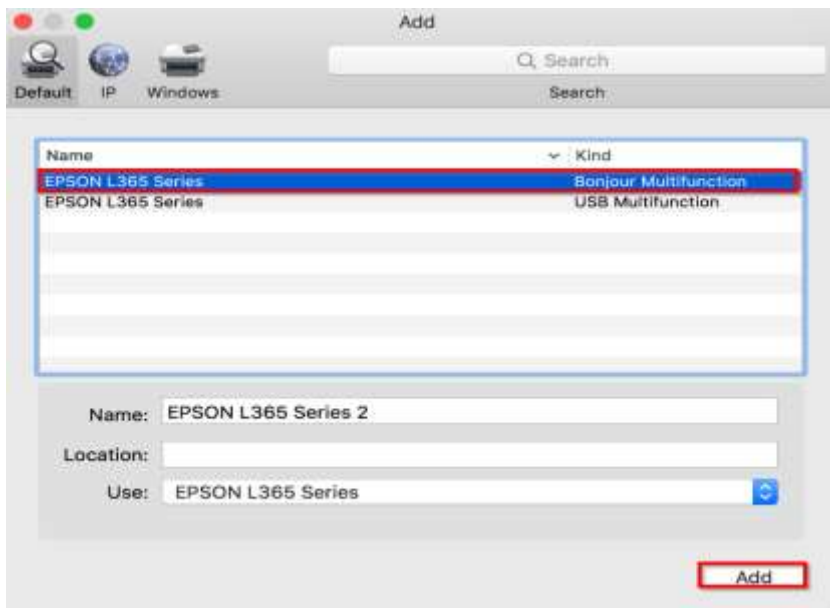 Add
Search
Default IP Windows Search
Name Kind
EPSON L365 Series Bonjour Multifunction
EPSON L365 Series USB Multifunction
Name: EPSON L365 Series 2
Location:
Use: EPSON L365 Series
Add